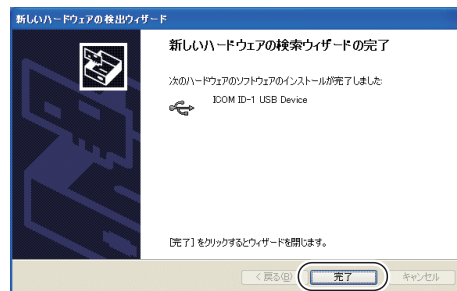 新しいハードウェアの検出ウィザード
新しいハードウェアの検索ウィザードの完了
次のハードウェアのソフトウェアのインストールが完了しました:
ICOM ID-1 USB Device
[完了] をクリックするとウィザードを閉じます。
< 戻る(B) 完了 キャンセル